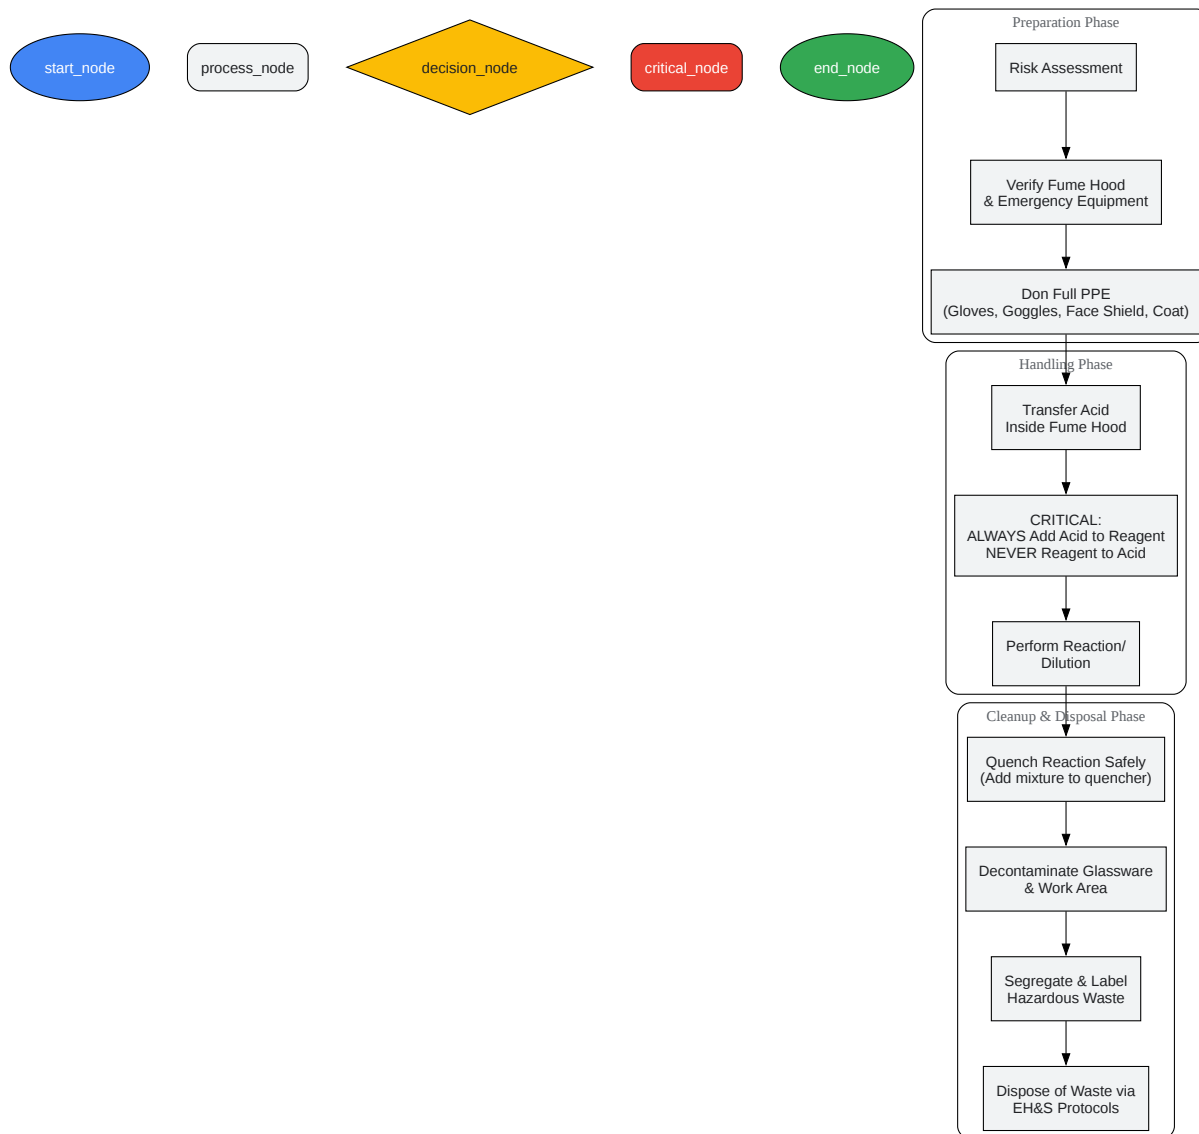 start_node
process_node
decision_node
critical_node
end_node
Preparation Phase
Risk Assessment
Verify Fume Hood
& Emergency Equipment
Don Full PPE
(Gloves, Goggles, Face Shield, Coat)
Handling Phase
Transfer Acid
Inside Fume Hood
CRITICAL:
ALWAYS Add Acid to Reagent
NEVER Reagent to Acid
Perform Reaction/
Dilution
Cleanup & Disposal Phase
Quench Reaction Safely
(Add mixture to quencher)
Decontaminate Glassware
& Work Area
Segregate & Label
Hazardous Waste
Dispose of Waste via
EH&S Protocols